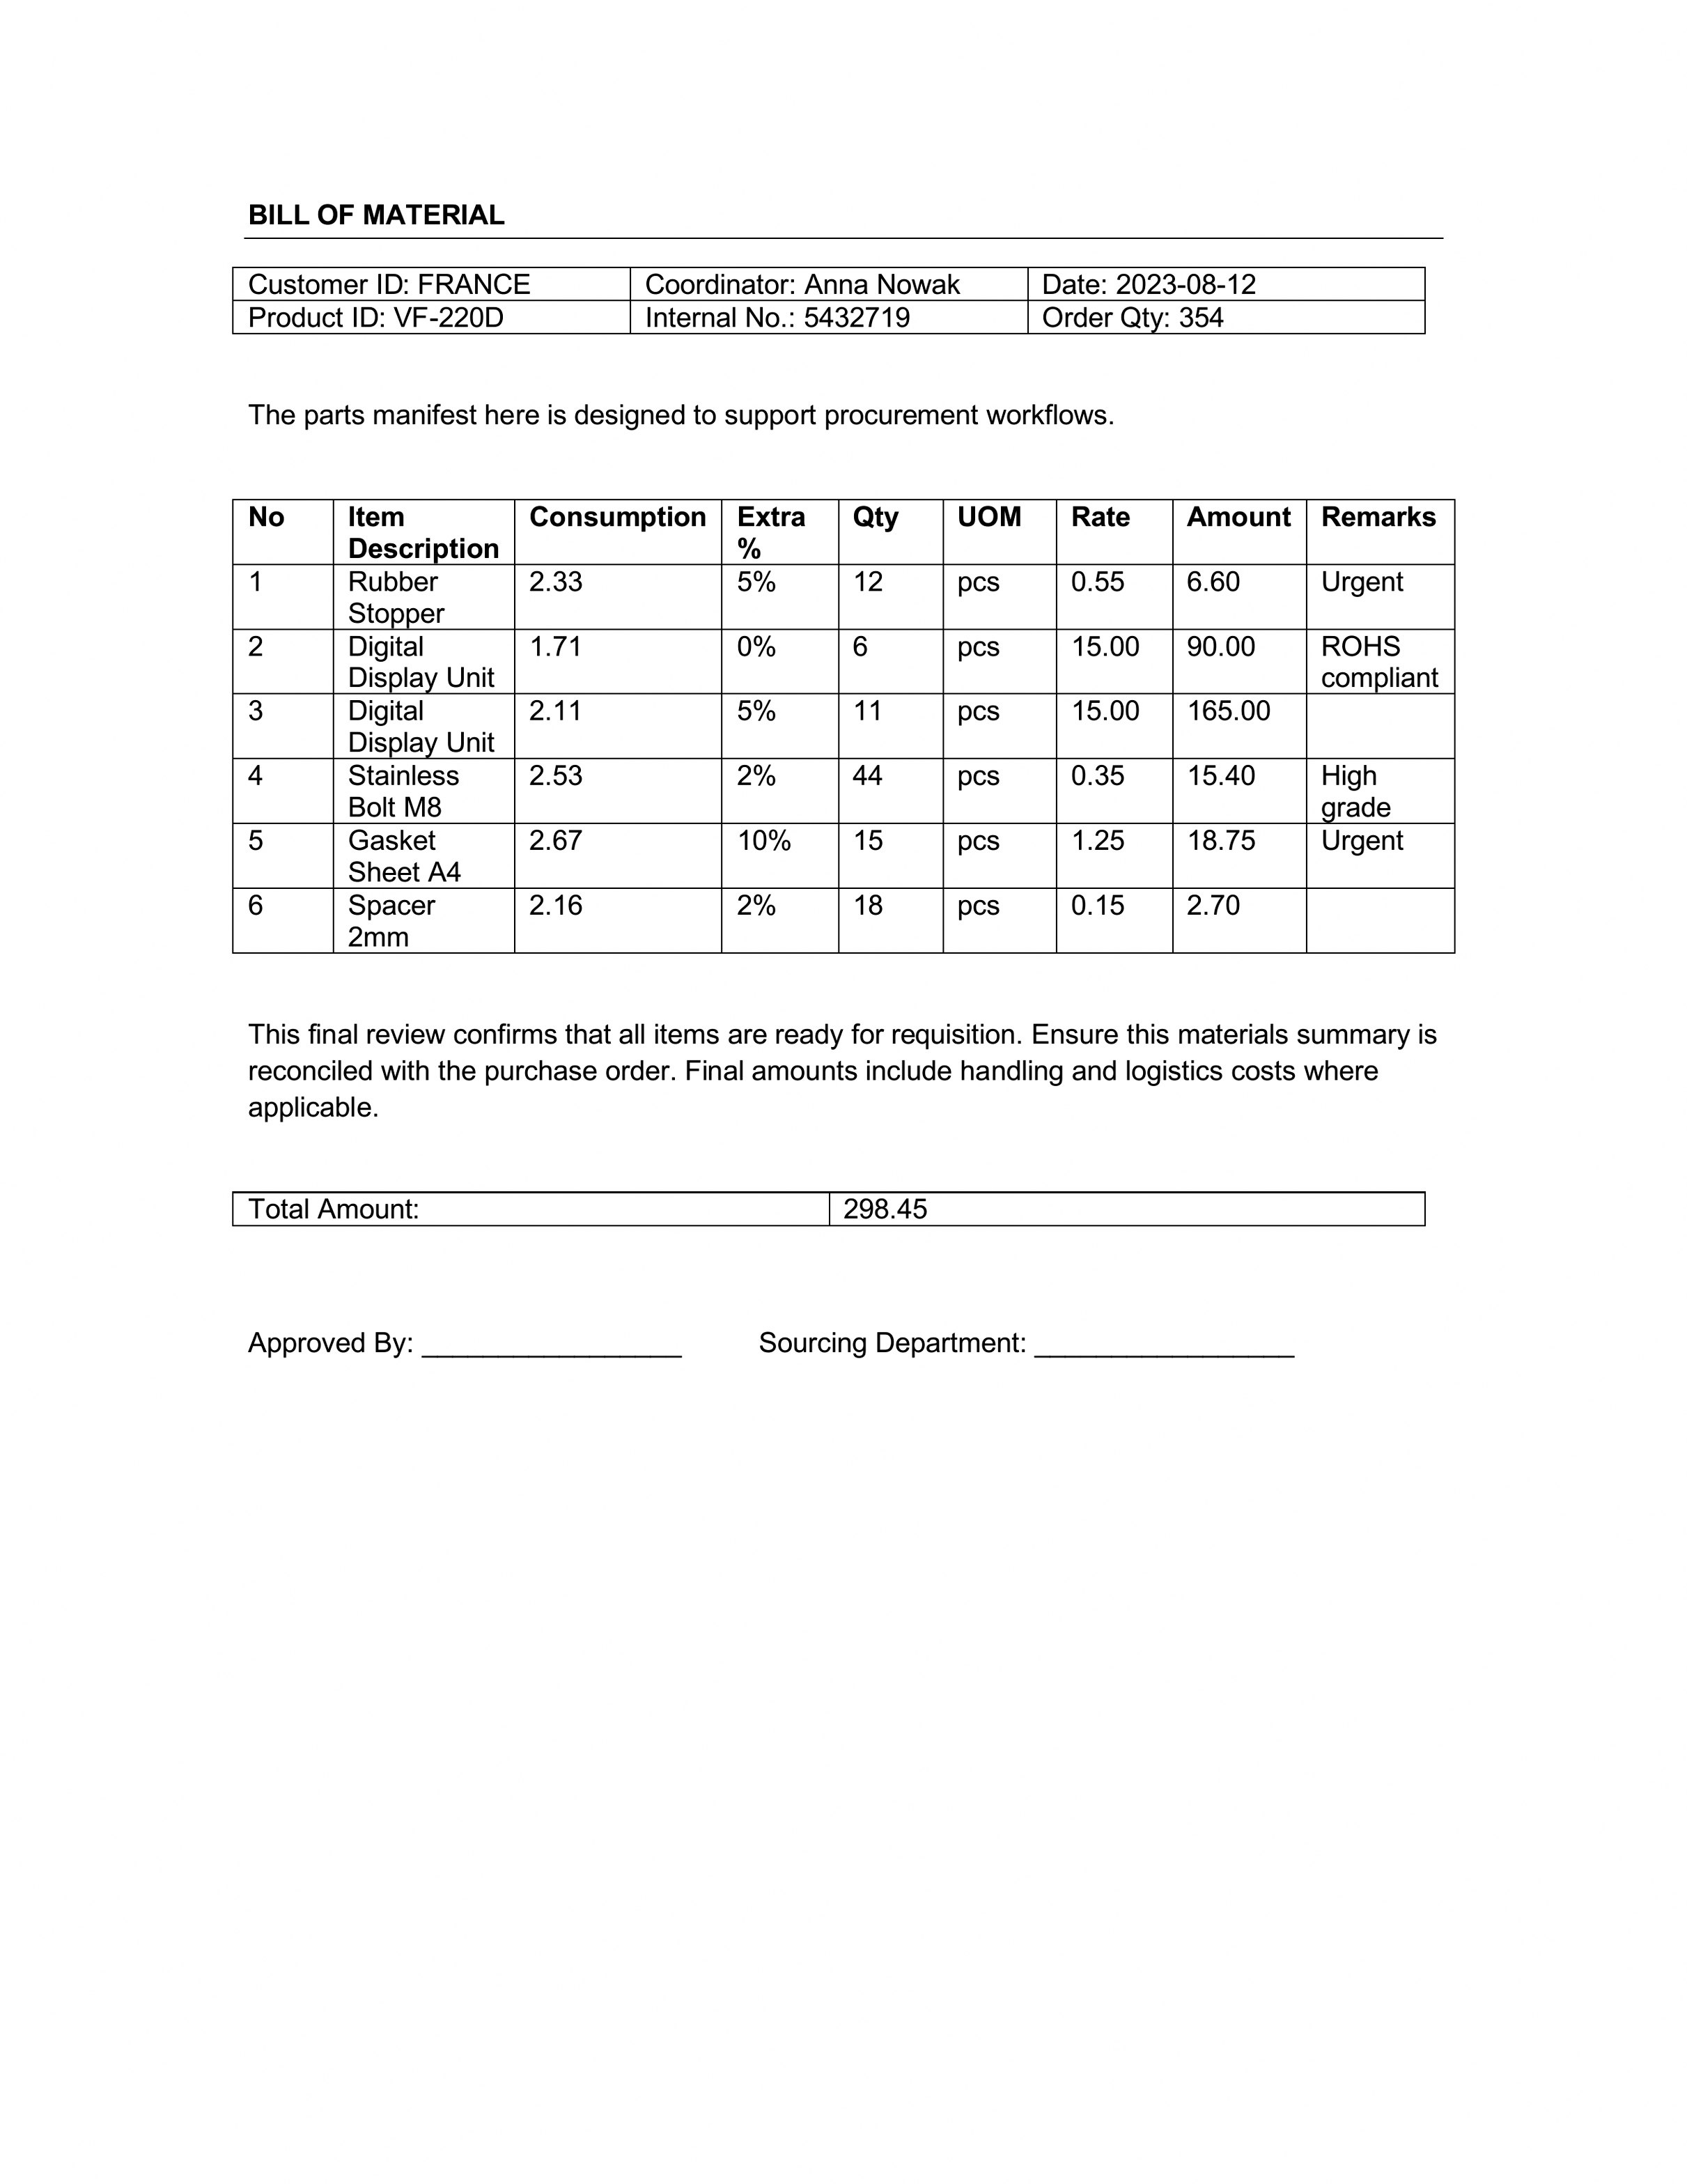 BILL OF MATERIAL
Customer ID: FRANCE Coordinator: Anna Nowak Date: 2023-08-12
Product ID: VF-220D Internal No.: 5432719 Order Qty: 354
The parts manifest here is designed to support procurement workflows.
No Item Description Consumption Extra % Qty UOM Rate Amount Remarks
1 Rubber Stopper 2.33 5% 12 pcs 0.55 6.60 Urgent
2 Digital Display Unit 1.71 0% 6 pcs 15.00 90.00 ROHS compliant
3 Digital Display Unit 2.11 5% 11 pcs 15.00 165.00
4 Stainless Bolt M8 2.53 2% 44 pcs 0.35 15.40 High grade
5 Gasket Sheet A4 2.67 10% 15 pcs 1.25 18.75 Urgent
6 Spacer 2mm 2.16 2% 18 pcs 0.15 2.70
This final review confirms that all items are ready for requisition. Ensure this materials summary is
reconciled with the purchase order. Final amounts include handling and logistics costs where
applicable.
Total Amount: 298.45
Approved By: _________________ Sourcing Department: _________________